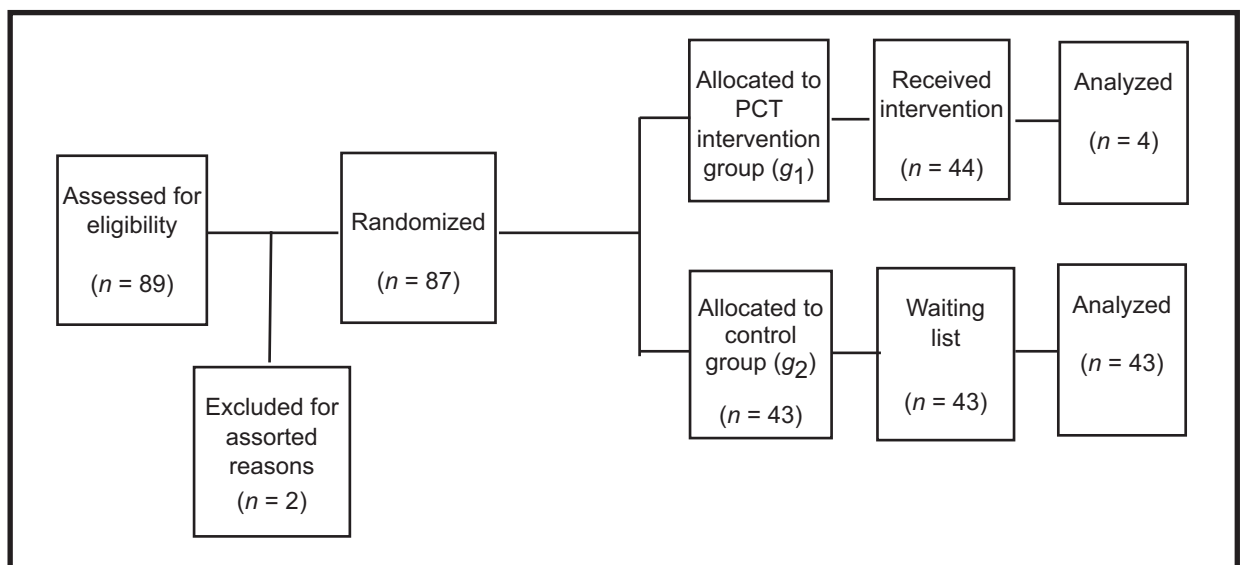 Assessed for
eligibility
(n = 89)
Excluded for
assorted
reasons
(n = 2)
Randomized
(n = 87)
Allocated to
PCT
intervention
group (g1)
Received
intervention
(n = 44)
Analyzed
(n = 4)
Allocated to
control
group (g2)
(n = 43)
Waiting
list
(n = 43)
Analyzed
(n = 43)